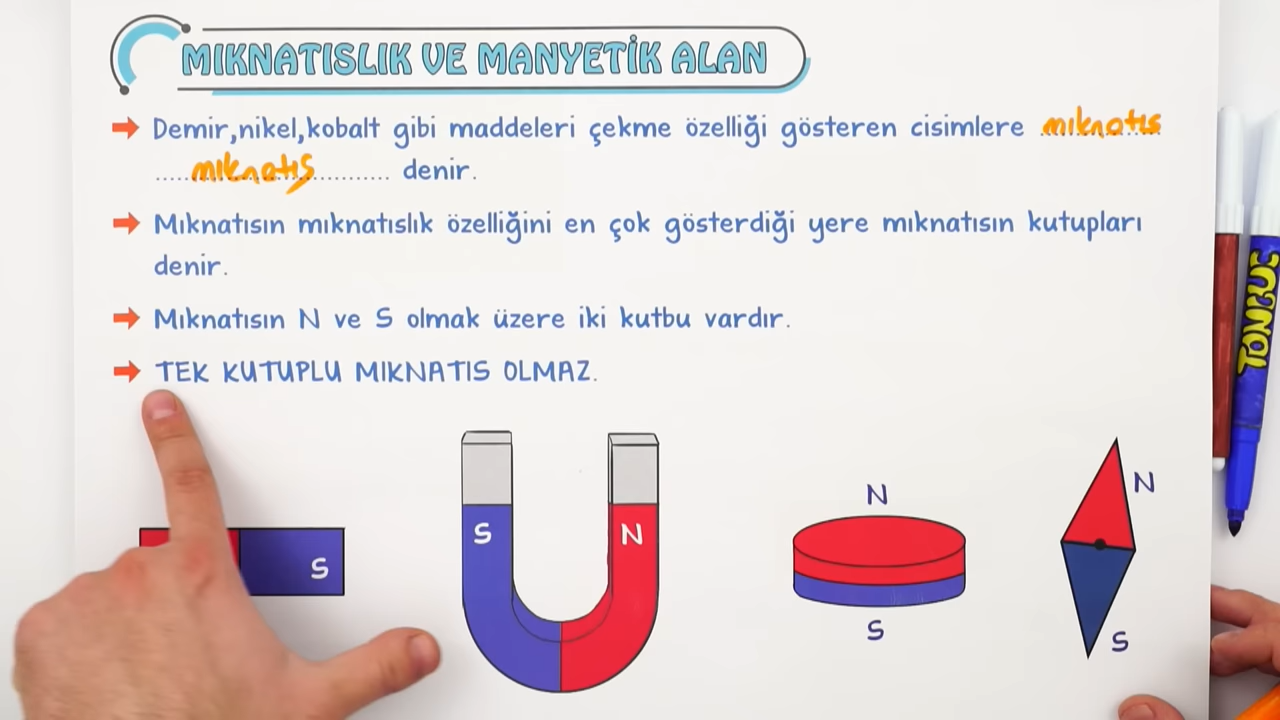 MIKNATISLIK VE MANYETİK ALAN
Demir,nikel,kobalt gibi maddeleri çekme özelliği gösteren cisimlere mıknatıs
mıknatıs denir.
Mıknatısın mıknatıslık özelliğini en çok gösterdiği yere mıknatısın kutupları
denir.
Mıknatısın N ve S olmak üzere iki kutbu vardır.
TEK KUTUPLU MIKNATIS OLMAZ.
S
S N
N
S
N
S